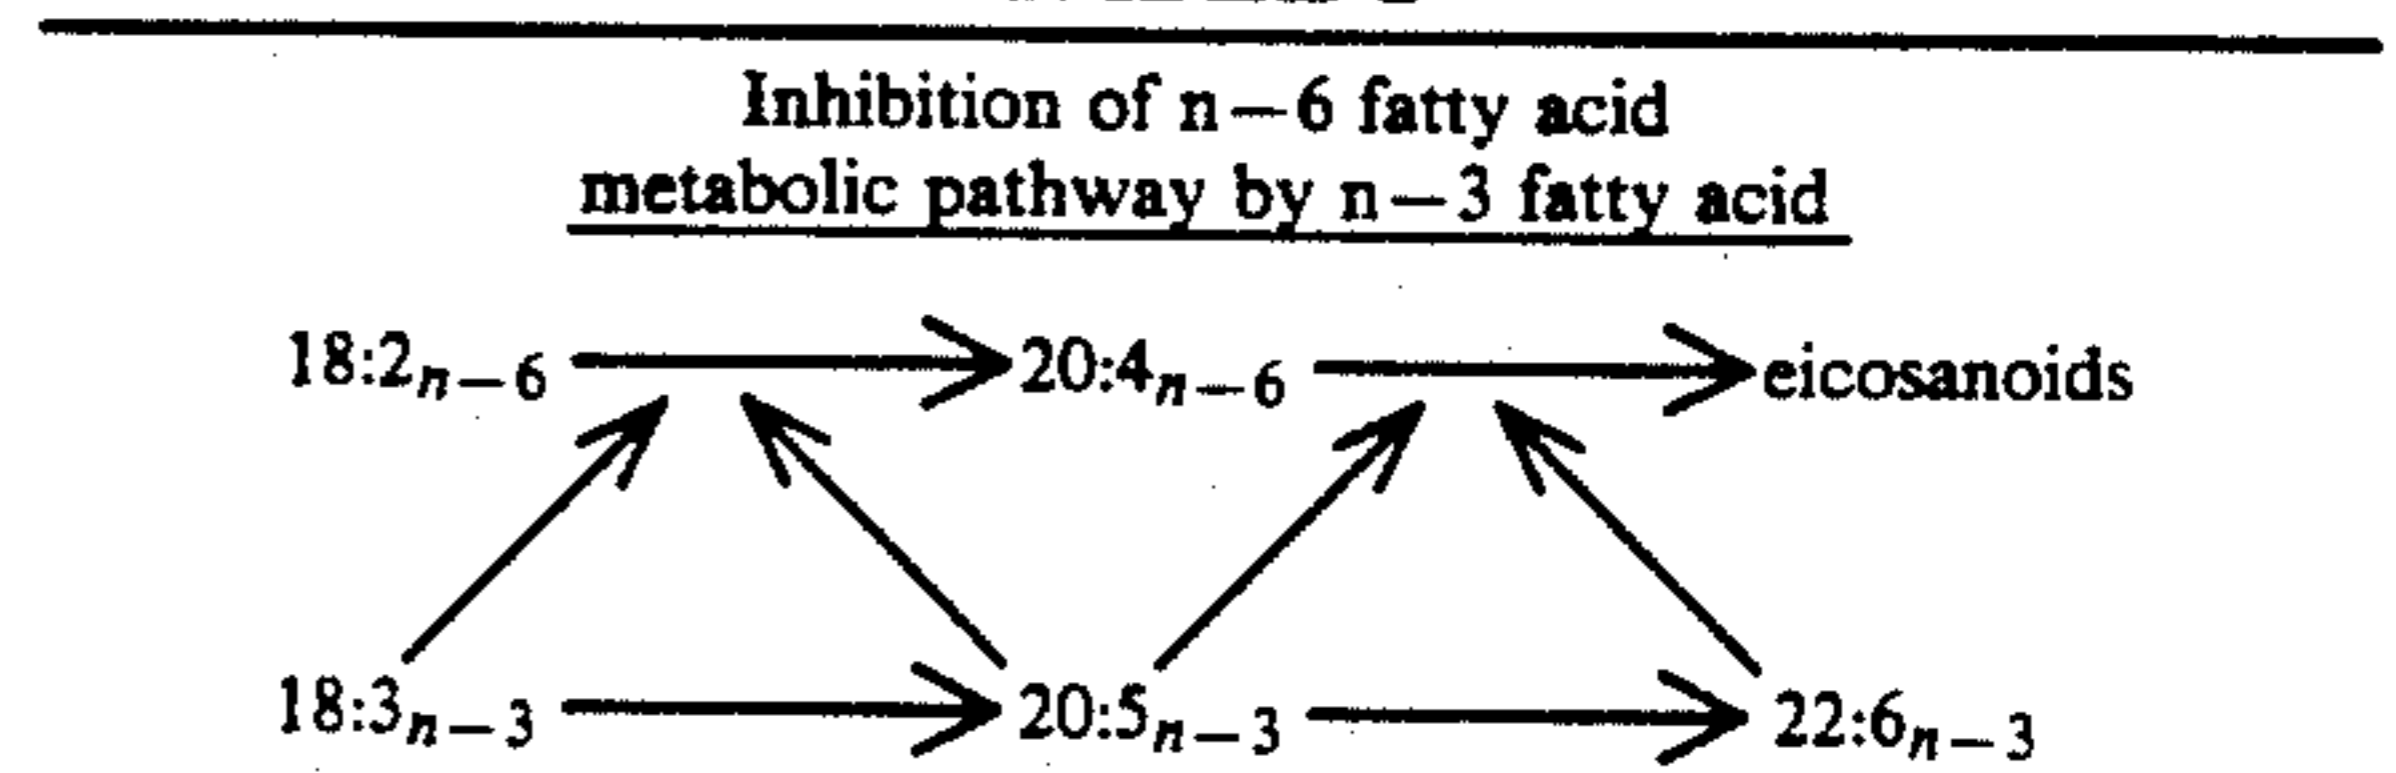 Inhibition of n−6 fatty acid
metabolic pathway by n−3 fatty acid
18:2n−6 20:4n−6 eicosanoids
18:3n−3 20:5n−3 22:6n−3